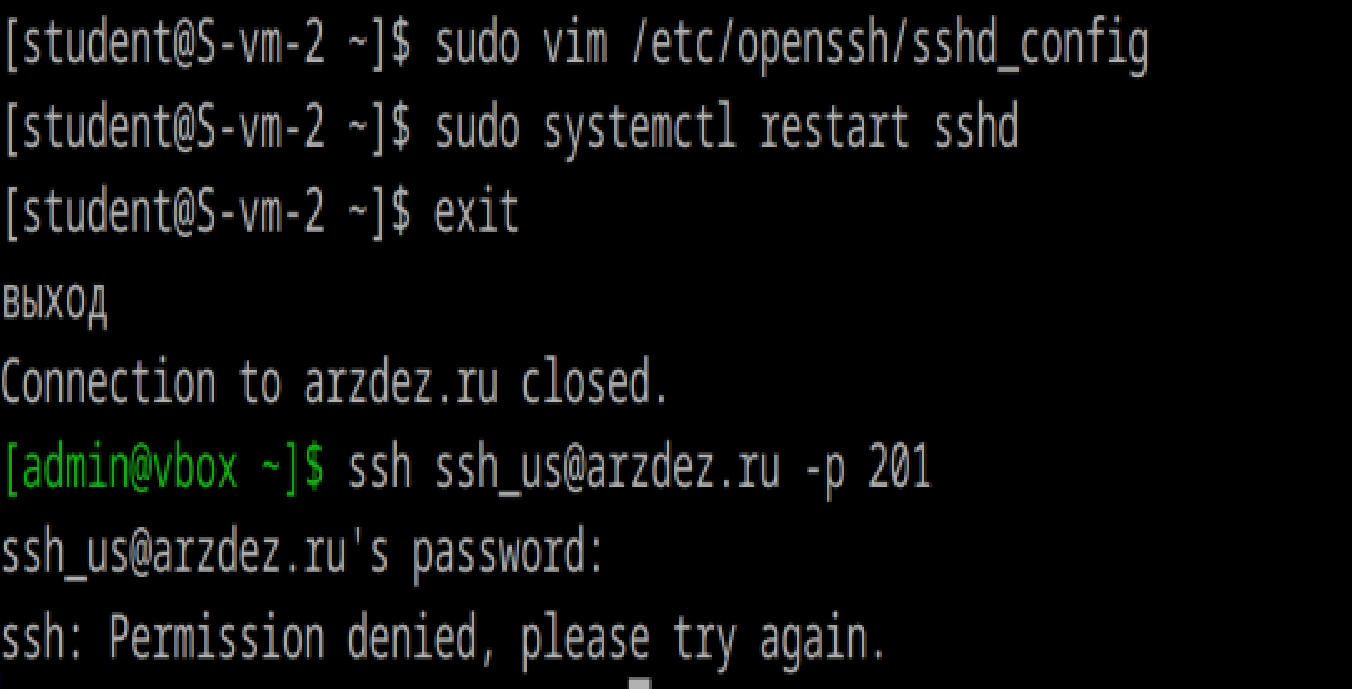 [student@S-vm-2 ~]$ sudo vim /etc/openssh/sshd_config
[student@S-vm-2 ~]$ sudo systemctl restart sshd
[student@S-vm-2 ~]$ exit
выход
Connection to arzdez.ru closed.
[admin@vbox ~]$ ssh ssh_us@arzdez.ru -p 201
ssh_us@arzdez.ru's password:
ssh: Permission denied, please try again.